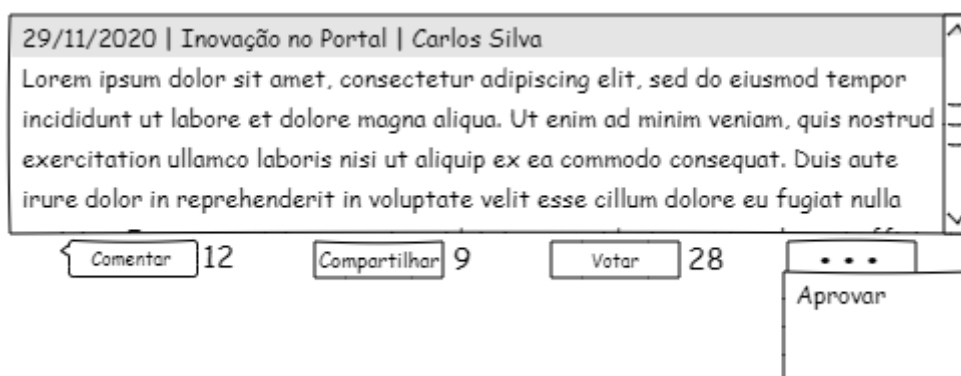 29/11/2020 | Inovação no Portal | Carlos Silva
Lorem ipsum dolor sit amet, consectetur adipiscing elit, sed do eiusmod tempor
incididunt ut labore et dolore magna aliqua. Ut enim ad minim veniam, quis nostrud
exercitation ullamco laboris nisi ut aliquip ex ea commodo consequat. Duis aute
irure dolor in reprehenderit in voluptate velit esse cillum dolore eu fugiat nulla
Comentar 12 Compartilhar 9 Votar 28 • • •
Aprovar